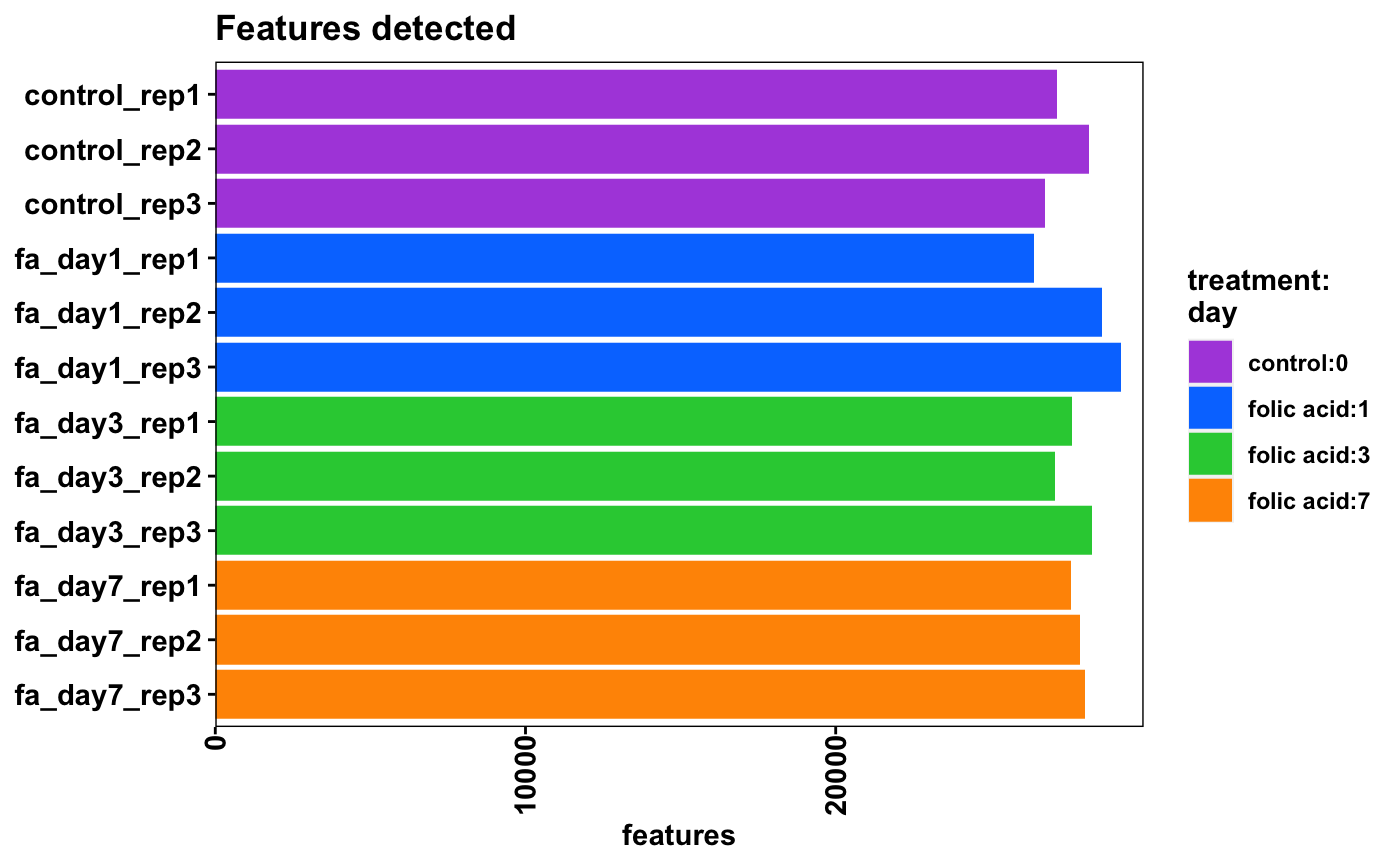 Features detected
control_rep1
control_rep2
control_rep3
fa_day1_rep1
fa_day1_rep2
fa_day1_rep3
fa_day3_rep1
fa_day3_rep2
fa_day3_rep3
fa_day7_rep1
fa_day7_rep2
fa_day7_rep3
0
10000
20000
features
treatment:
day
control:0
folic acid:1
folic acid:3
folic acid:7